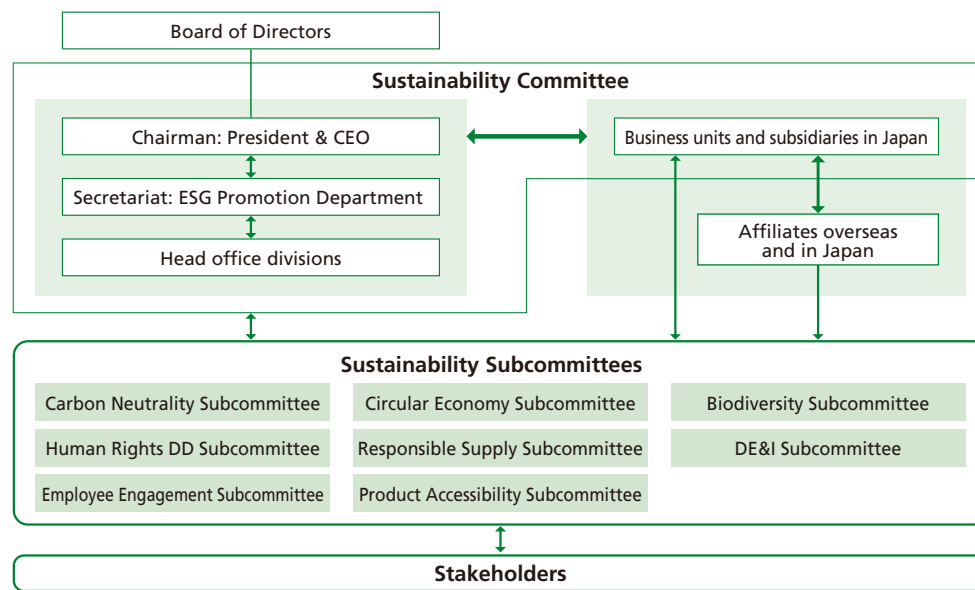 Board of Directors
Sustainability Committee
Chairman: President & CEO
Secretariat: ESG Promotion Department
Head office divisions
Business units and subsidiaries in Japan
Affiliates overseas
and in Japan
Sustainability Subcommittees
Carbon Neutrality Subcommittee
Circular Economy Subcommittee
Biodiversity Subcommittee
Human Rights DD Subcommittee
Responsible Supply Subcommittee
DE&I Subcommittee
Employee Engagement Subcommittee
Product Accessibility Subcommittee
Stakeholders